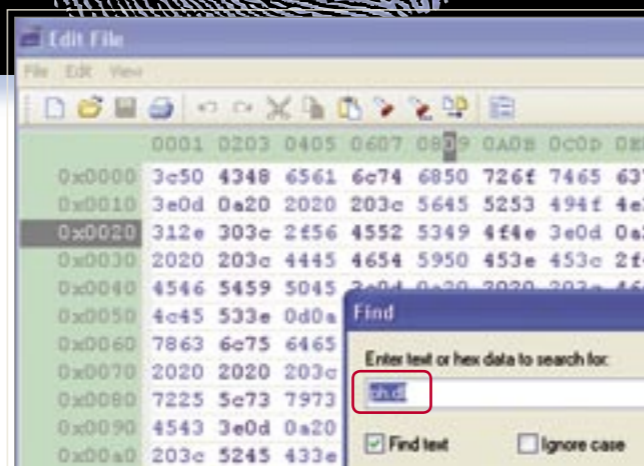 Edit File
File Edit View
0001 0203 0405 0607 0809 0A0B 0C0D
0x0000 3c50 4348 6561 6c74 6850 726f 7465
0x0010 3e0d 0a20 2020 203c 5645 5253 494f
0x0020 312e 303c 2f56 4552 5349 4f4e 3e0d
0x0030 2020 203c 4445 4654 5950 453e 453c
0x0040 4546 5459 5045
0x0050 4c45 533e 0d0a
Find
0x0060 7863 6c75 6465
Enter text or hex data to search for:
0x0070 2020 2020 203c
0x0080 7225 5c73 7973
0x0090 4543 3e0d 0a20
Find text Ignore case
0x00a0 203c 5245 433e